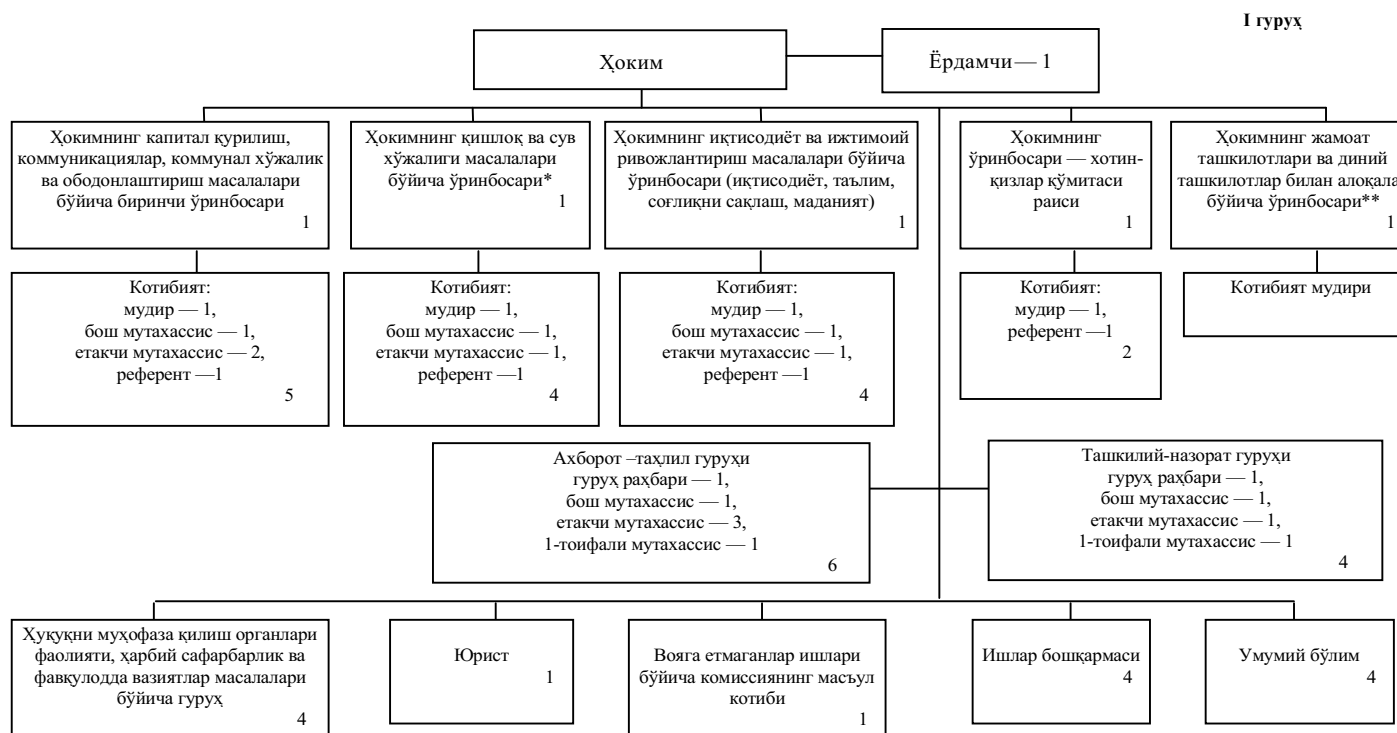 I гуруҳ
Ҳоким
Ёрдамчи — 1
Ҳокимнинг капитал қурилиш,
коммуникациялар, коммунал хўжалик
ва ободонлаштириш масалалари
бўйича биринчи ўринбосари
1
Ҳокимнинг қишлоқ ва сув
хўжалиги масалалари
бўйича ўринбосари*
1
Ҳокимнинг иқтисодиёт ва ижтимоий
ривожлантириш масалалари бўйича
ўринбосари (иқтисодиёт, таълим,
соғлиқни сақлаш, маданият)
1
Ҳокимнинг
ўринбосари — хотин-
қизлар қўмитаси
раиси
1
Ҳокимнинг жамоат
ташкилотлари ва диний
ташкилотлар билан алоқала
бўйича ўринбосари**
1
Котибият:
мудир — 1,
бош мутахассис — 1,
етакчи мутахассис — 2,
референт —1
5
Котибият:
мудир — 1,
бош мутахассис — 1,
етакчи мутахассис — 1,
референт —1
4
Котибият:
мудир — 1,
бош мутахассис — 1,
етакчи мутахассис — 1,
референт —1
4
Котибият:
мудир — 1,
референт —1
2
Котибият мудири
Ахборот –таҳлил гуруҳи
гуруҳ раҳбари — 1,
бош мутахассис — 1,
етакчи мутахассис — 3,
1-тоифали мутахассис — 1
6
Ташкилий-назорат гуруҳи
гуруҳ раҳбари — 1,
бош мутахассис — 1,
етакчи мутахассис — 1,
1-тоифали мутахассис — 1
4
Ҳуқуқни муҳофаза қилиш органлари
фаолияти, ҳарбий сафарбарлик ва
фавқулодда вазиятлар масалалари
бўйича гуруҳ
4
Юрист
1
Вояга етмаганлар ишлари
бўйича комиссиянинг масъул
котиби
1
Ишлар бошқармаси
4
Умумий бўлим
4